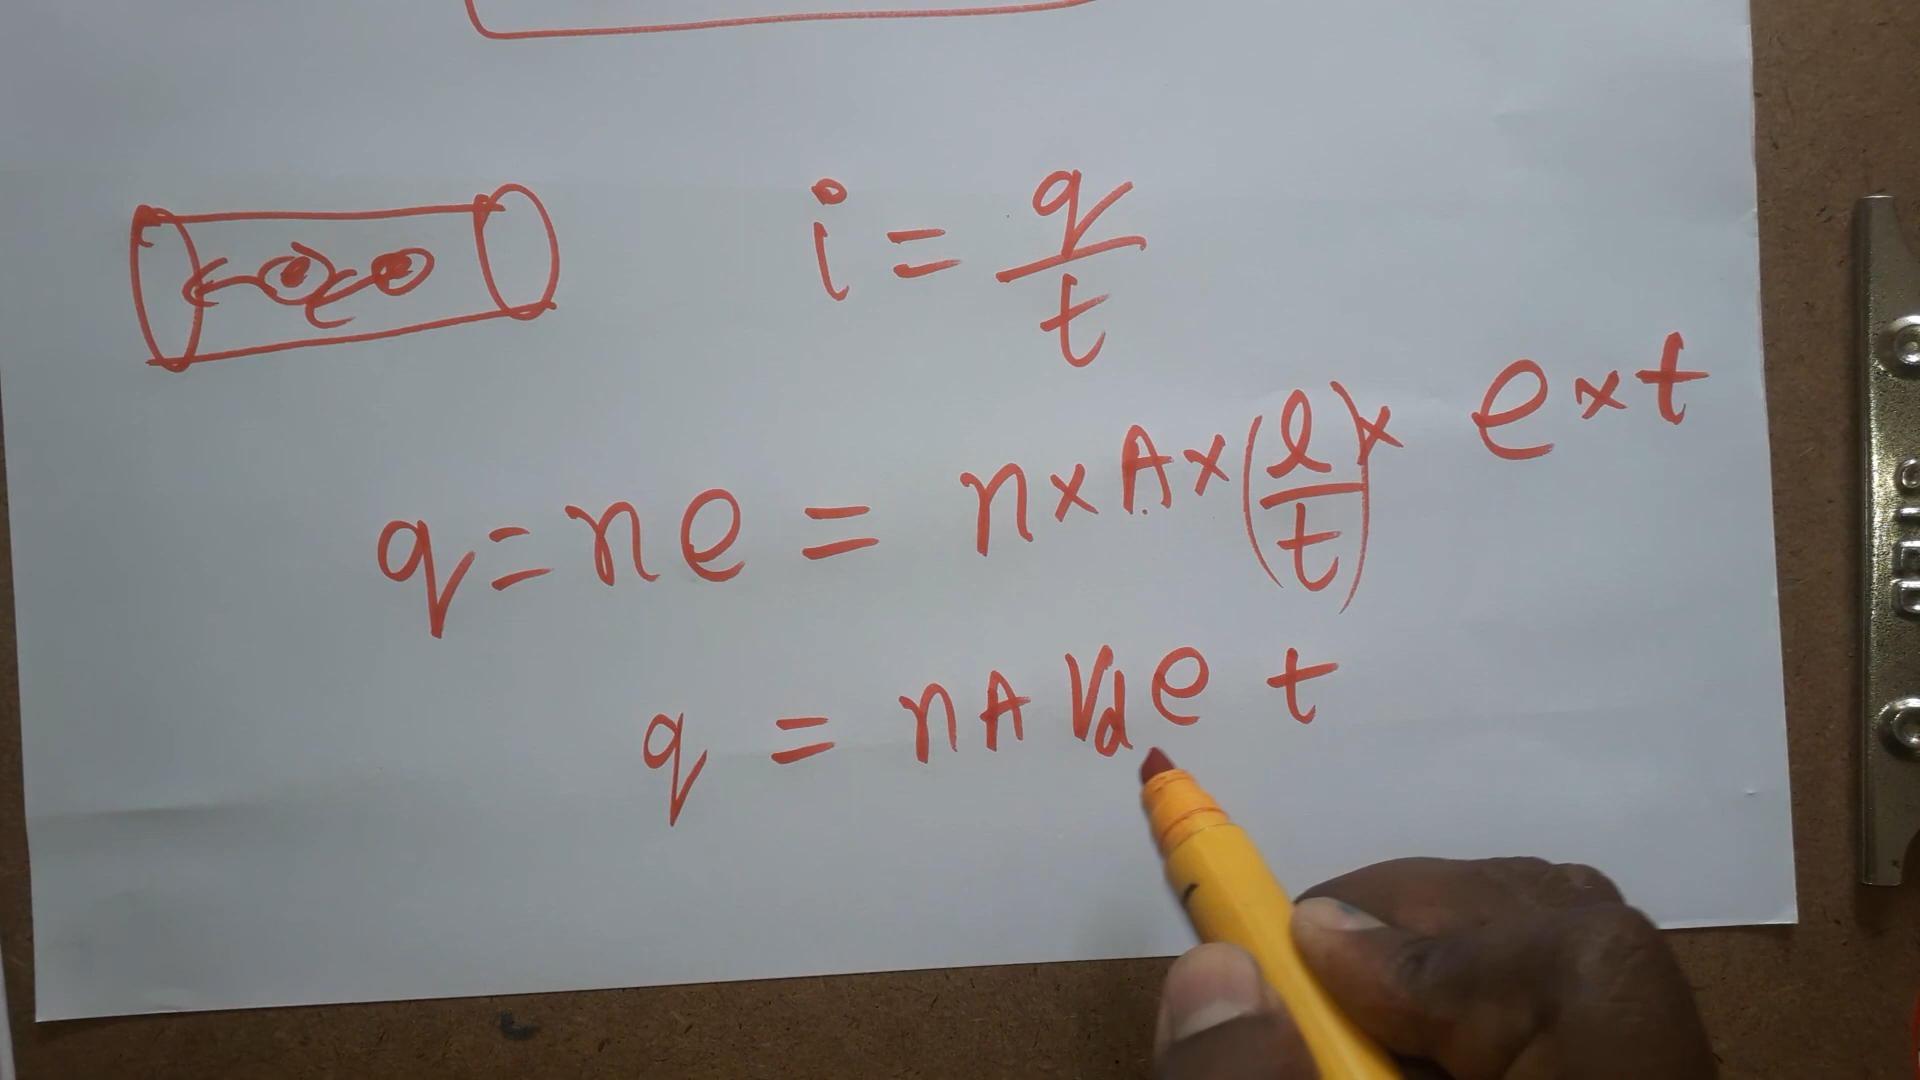 i = q/t
q = ne = n × A × (l/t) × e × t
q = nAVde t